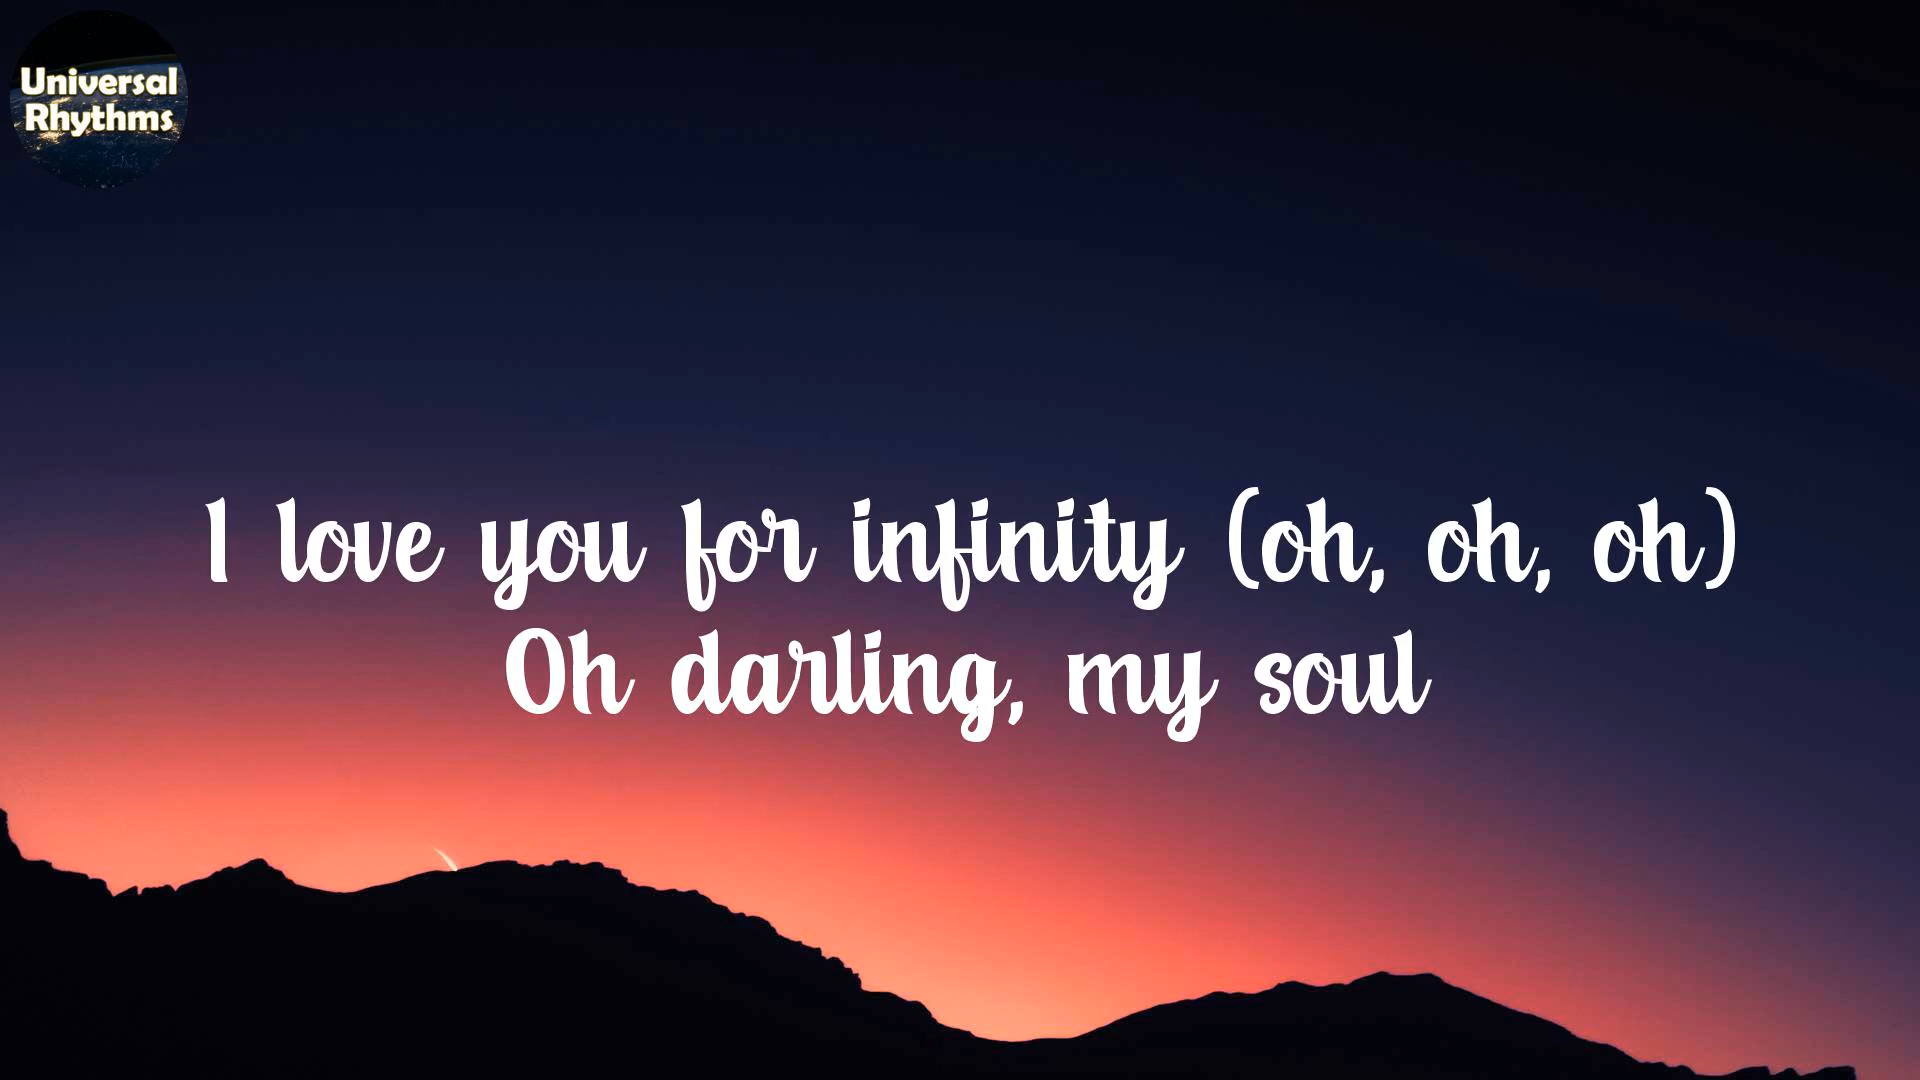 Universal
Rhythms
I love you for infinity (oh, oh, oh)
Oh darling, my soul